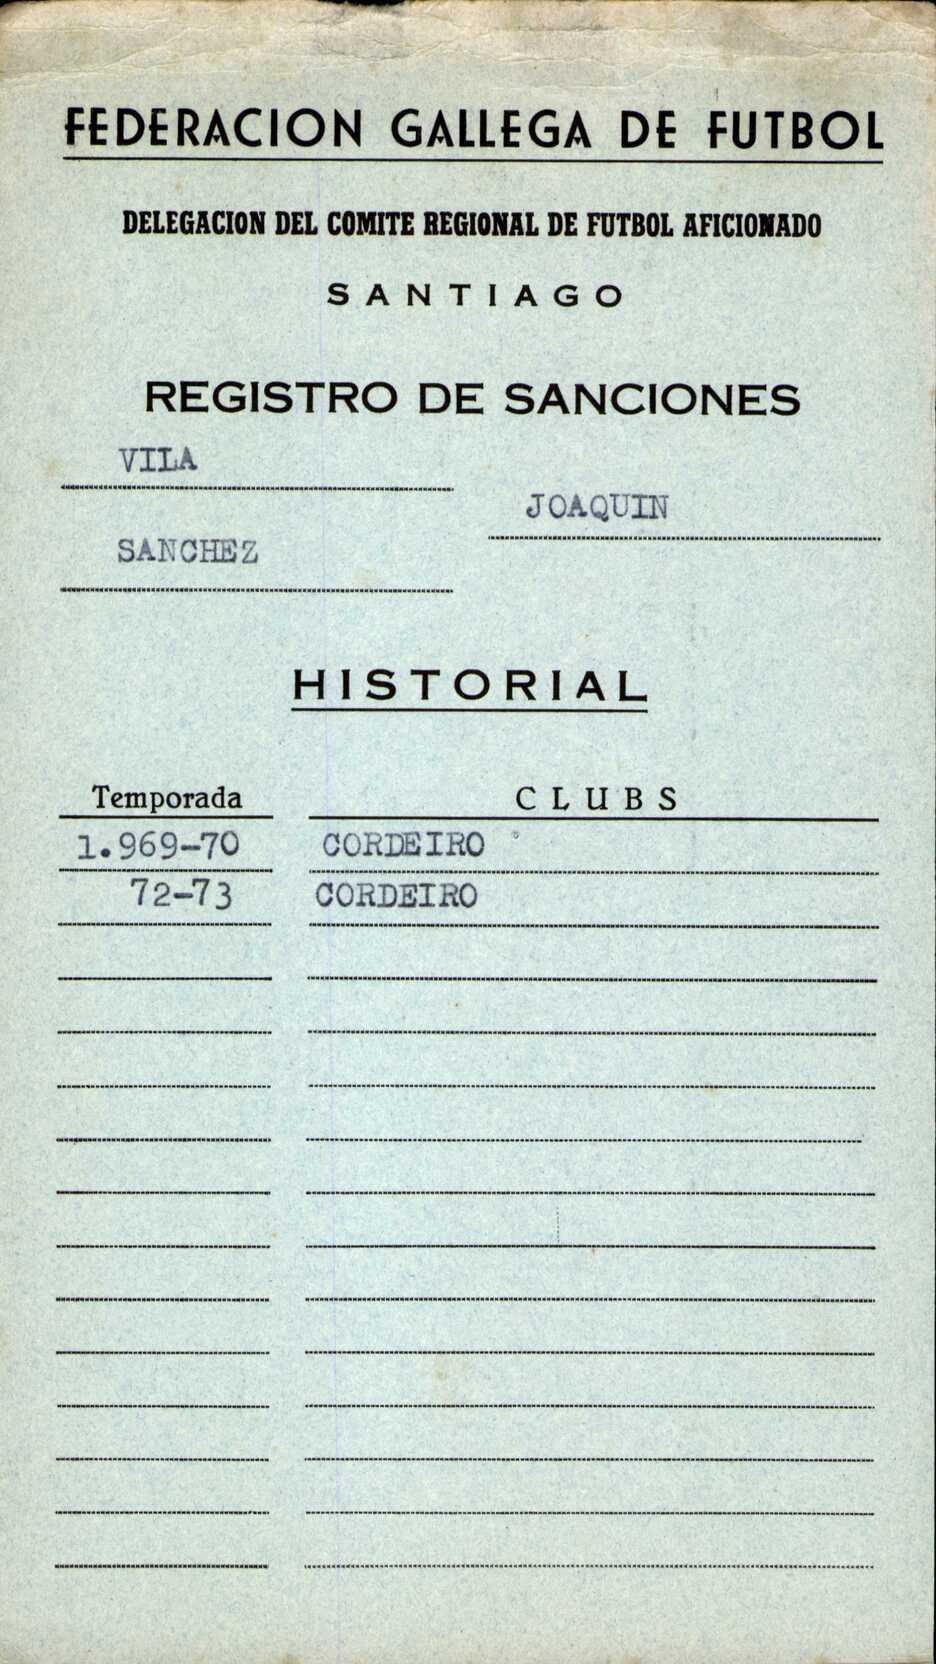 FEDERACION GALLEGA DE FUTBOL
DELEGACION DEL COMITE REGIONAL DE FUTBOL AFICIONADO
SANTIAGO
REGISTRO DE SANCIONES
VILA
JOAQUIN
SANCHEZ
HISTORIAL
Temporada CLUBS
1.969-70 CORDEIRO
72-73 CORDEIRO